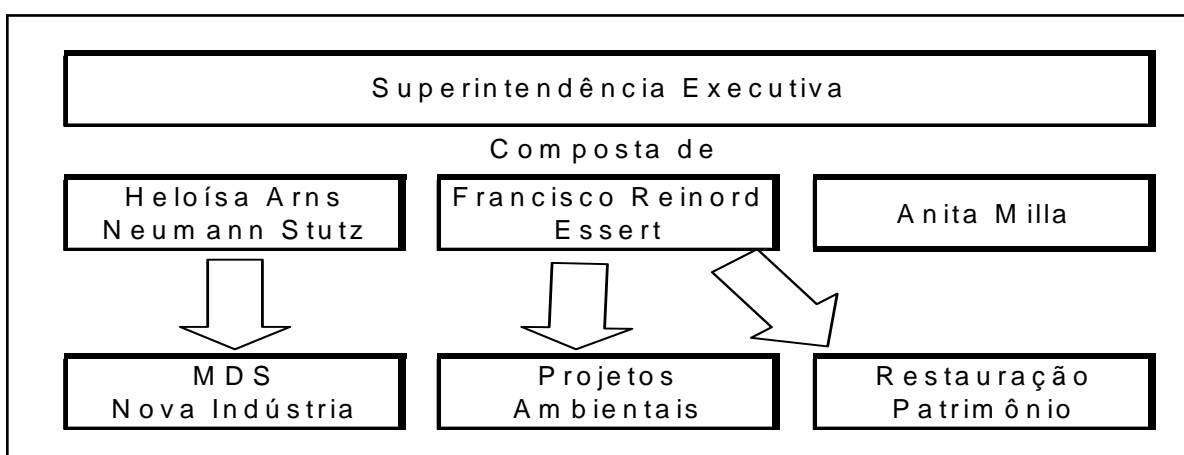 Superintendência Executiva
Composta de
Heloísa Arns
Neumann Stutz
Francisco Reinord
Essert
Anita Milla
MDS
Nova Indústria
Projetos
Ambientais
Restauração
Patrimônio